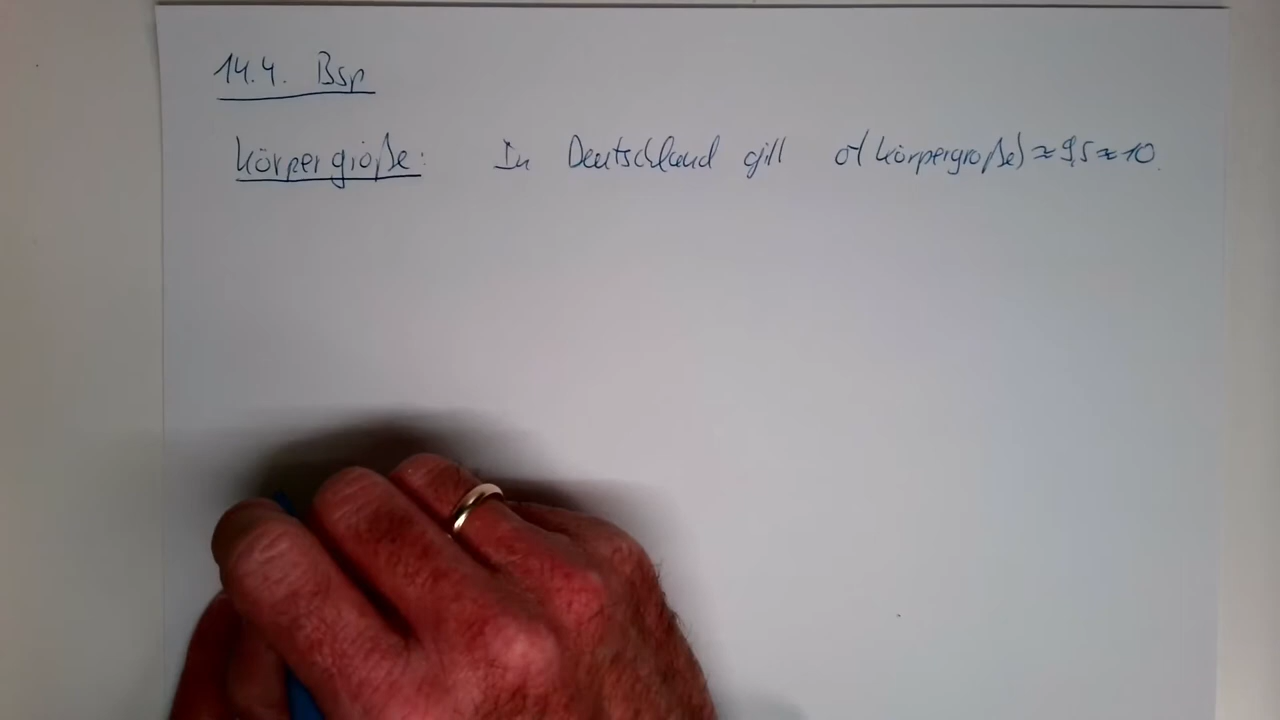 14.4. Bsp
Körpergröße: In Deutschland gilt σ(Körpergröße) ≈ 9,5 ≈ 10.